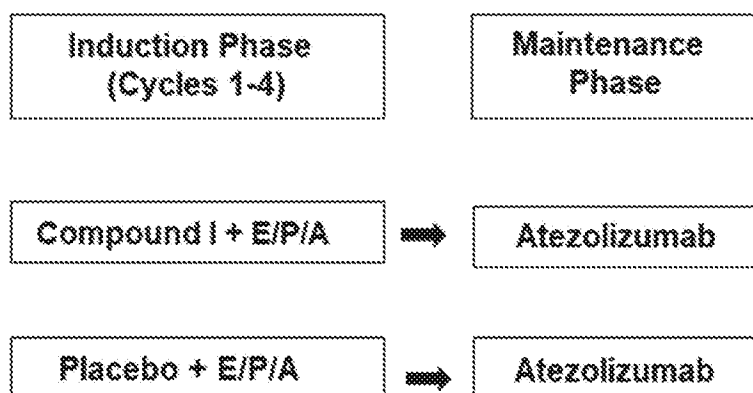 Induction Phase
(Cycles 1-4)
Maintenance
Phase
Compound I + E/P/A
Atezolizumab
Placebo + E/P/A
Atezolizumab